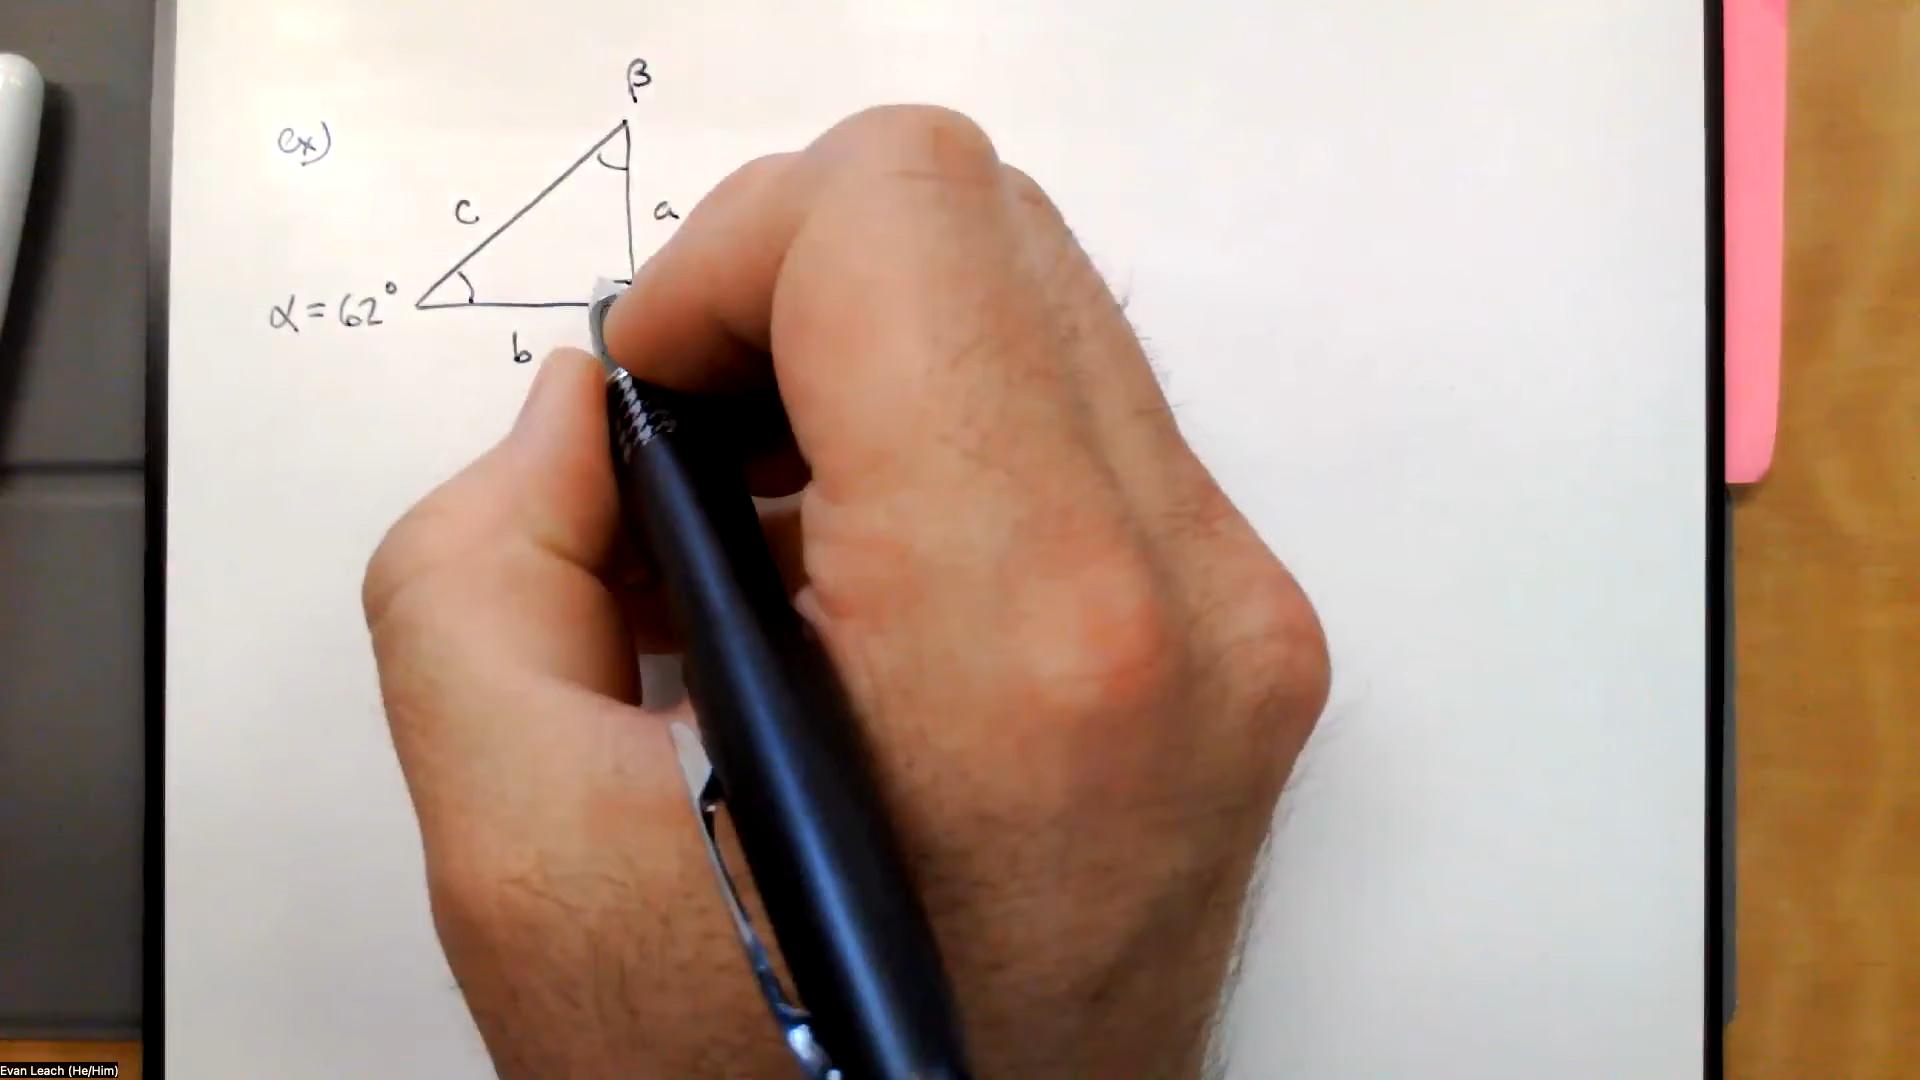 β
ex)
c
a
α = 62°
b
Evan Leach (He/Him)